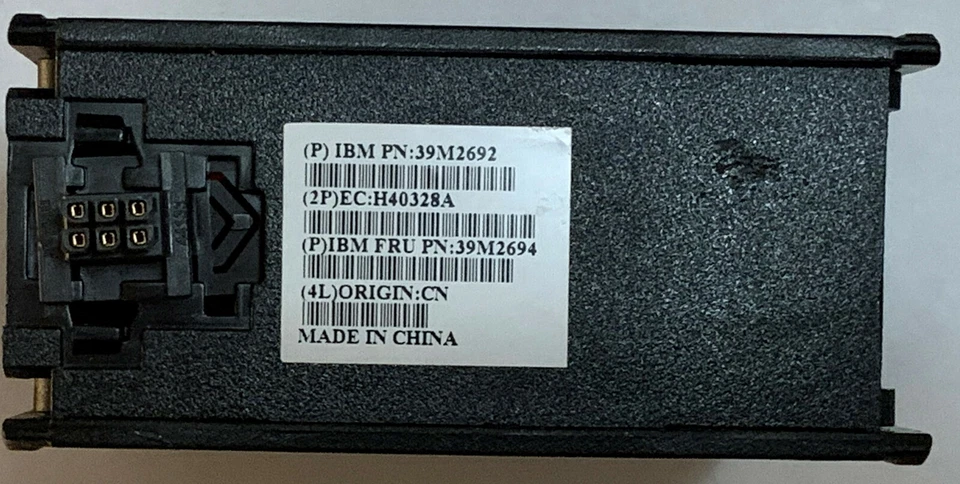 (P) IBM PN:39M2692
(2P)EC:H40328A
(P)IBM FRU PN:39M2694
(4L)ORIGIN:CN
MADE IN CHINA